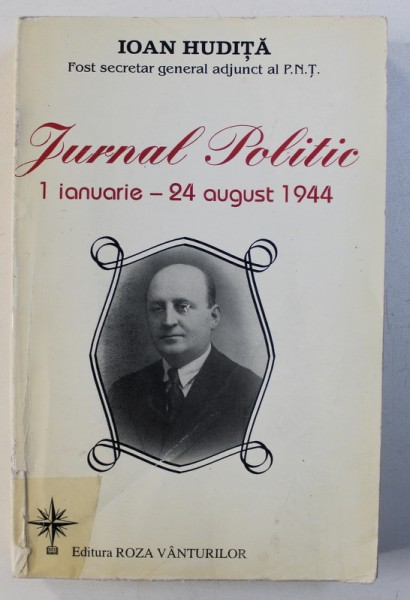 IOAN HUDIȚĂ
Fost secretar general adjunct al P.N.Ț.
Jurnal Politic
1 ianuarie – 24 august 1944
Editura ROZA VÂNTURILOR